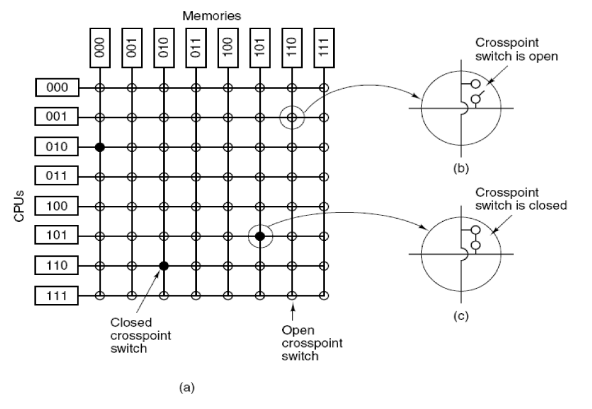 Memories
000
001
010
011
100
101
110
111
000
001
010
011
100
101
110
111
CPUs
Crosspoint
switch is open
(b)
Crosspoint
switch is closed
(c)
Closed
crosspoint
switch
Open
crosspoint
switch
(a)